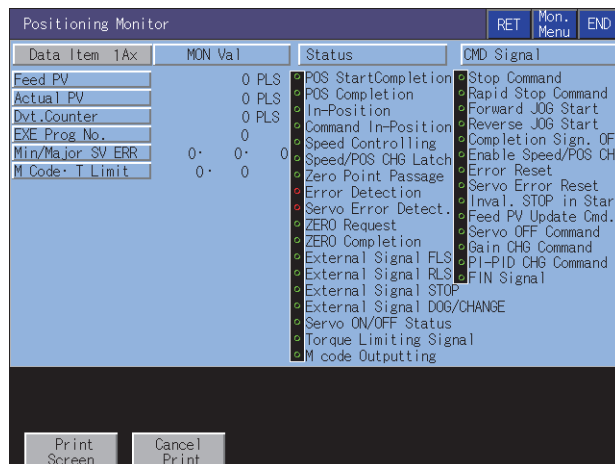 Positioning Monitor
RET
Mon.
Menu
END
Data Item 1Ax
MON Val
Status
CMD Signal
Feed PV 0 PLS
Actual PV 0 PLS
Dvt.Counter 0 PLS
EXE Prog No. 0
Min/Major SV ERR 0· 0· 0
M Code· T Limit 0· 0
POS StartCompletion
POS Completion
In-Position
Command In-Position
Speed Controlling
Speed/POS CHG Latch
Zero Point Passage
Error Detection
Servo Error Detect.
ZERO Request
ZERO Completion
External Signal FLS
External Signal RLS
External Signal STOP
External Signal DOG/CHANGE
Servo ON/OFF Status
Torque Limiting Signal
M code Outputting
Stop Command
Rapid Stop Command
Forward JOG Start
Reverse JOG Start
Completion Sign. OF
Enable Speed/POS CH
Error Reset
Servo Error Reset
Inval. STOP in Star
Feed PV Update Cmd.
Servo OFF Command
Gain CHG Command
PI-PID CHG Command
FIN Signal
Print
Screen
Cancel
Print